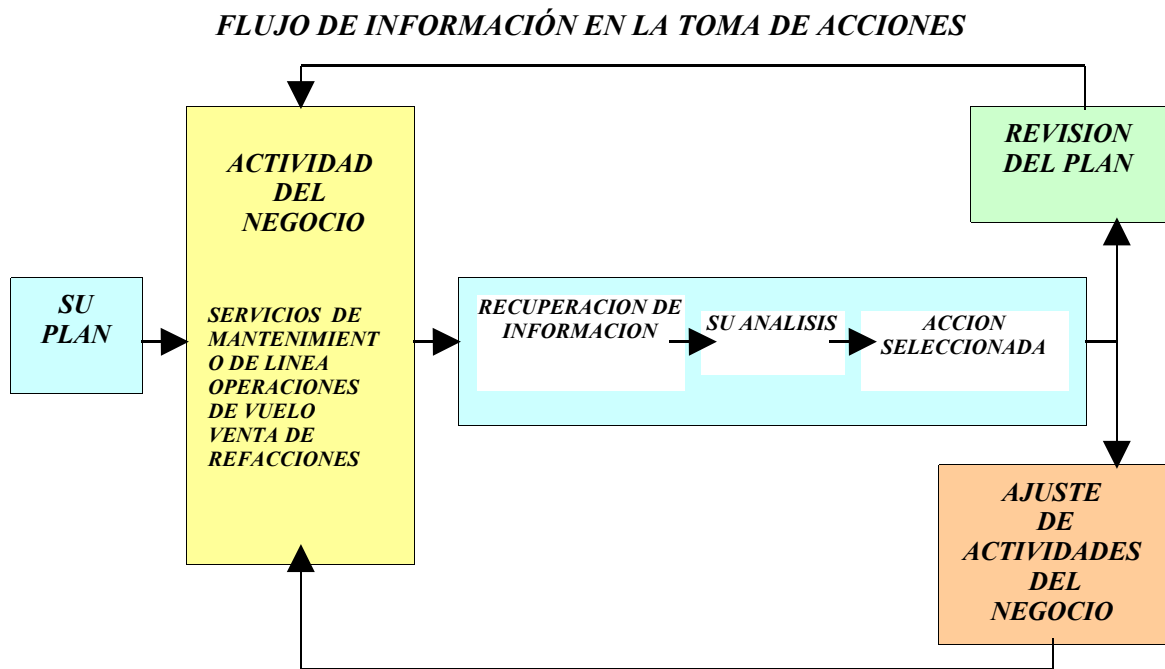 FLUJO DE INFORMACIÓN EN LA TOMA DE ACCIONES
SU
PLAN
ACTIVIDAD
DEL
NEGOCIO
SERVICIOS DE
MANTENIMIENT
O DE LINEA
OPERACIONES
DE VUELO
VENTA DE
REFACCIONES
RECUPERACION DE
INFORMACION
SU ANALISIS
ACCION
SELECCIONADA
REVISION
DEL PLAN
AJUSTE
DE
ACTIVIDADES
DEL
NEGOCIO